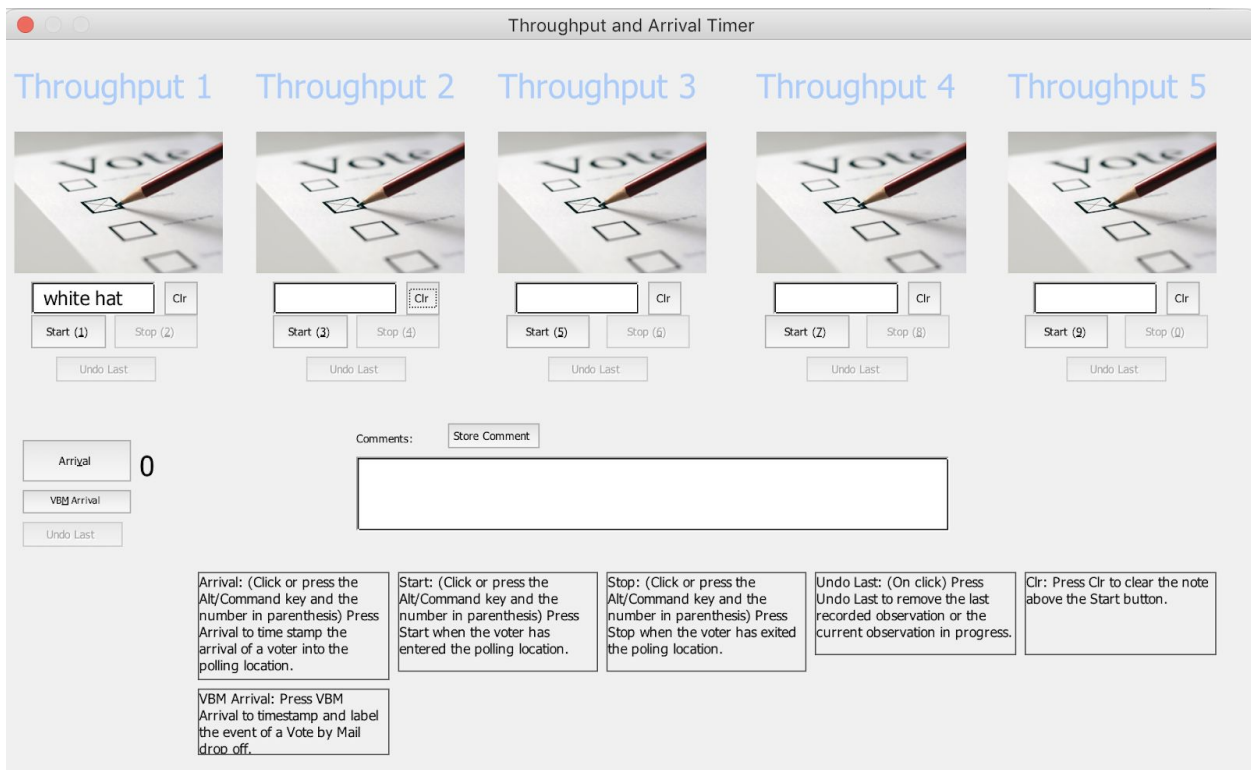 Throughput and Arrival Timer
Throughput 1
Throughput 2
Throughput 3
Throughput 4
Throughput 5
Vote
Vote
Vote
Vote
Vote
white hat
Clr
Clr
Clr
Clr
Clr
Start (1)
Stop (2)
Start (3)
Stop (4)
Start (5)
Stop (6)
Start (7)
Stop (8)
Start (9)
Stop (0)
Undo Last
Undo Last
Undo Last
Undo Last
Undo Last
Arrival
0
VBM Arrival
Undo Last
Comments:
Store Comment
Arrival: (Click or press the
Alt/Command key and the
number in parenthesis) Press
Arrival to time stamp the
arrival of a voter into the
polling location.
Start: (Click or press the
Alt/Command key and the
number in parenthesis) Press
Start when the voter has
entered the polling location.
Stop: (Click or press the
Alt/Command key and the
number in parenthesis) Press
Stop when the voter has exited
the poling location.
Undo Last: (On click) Press
Undo Last to remove the last
recorded observation or the
current observation in progress.
Clr: Press Clr to clear the note
above the Start button.
VBM Arrival: Press VBM
Arrival to timestamp and label
the event of a Vote by Mail
drop off.